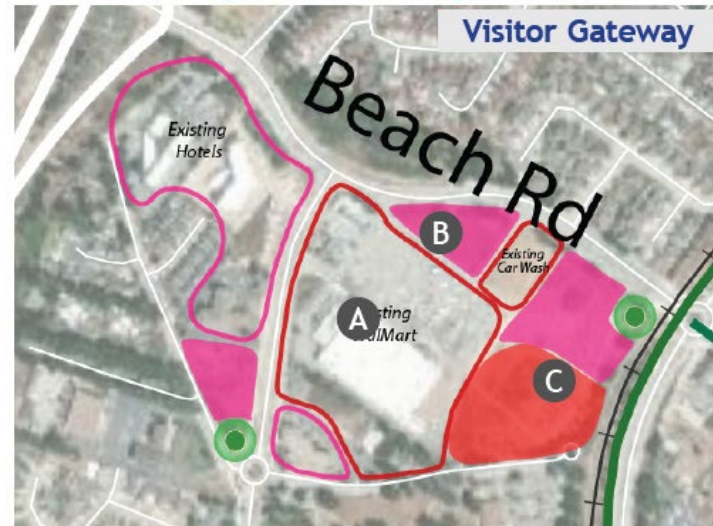 Visitor Gateway
Beach Rd
Existing
Hotels
B
Existing
Car Wash
A
C